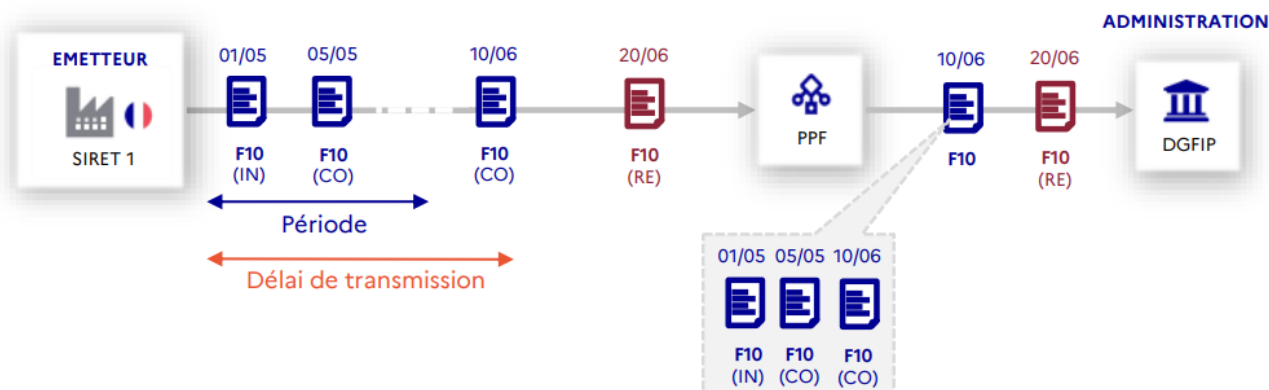 ADMINISTRATION
EMETTEUR
SIRET 1
01/05
F10
(IN)
05/05
F10
(CO)
10/06
F10
(CO)
20/06
F10
(RE)
PPF
10/06
F10
20/06
F10
(RE)
DGFIP
Période
Délai de transmission
01/05 05/05 10/06
F10 F10 F10
(IN) (CO) (CO)